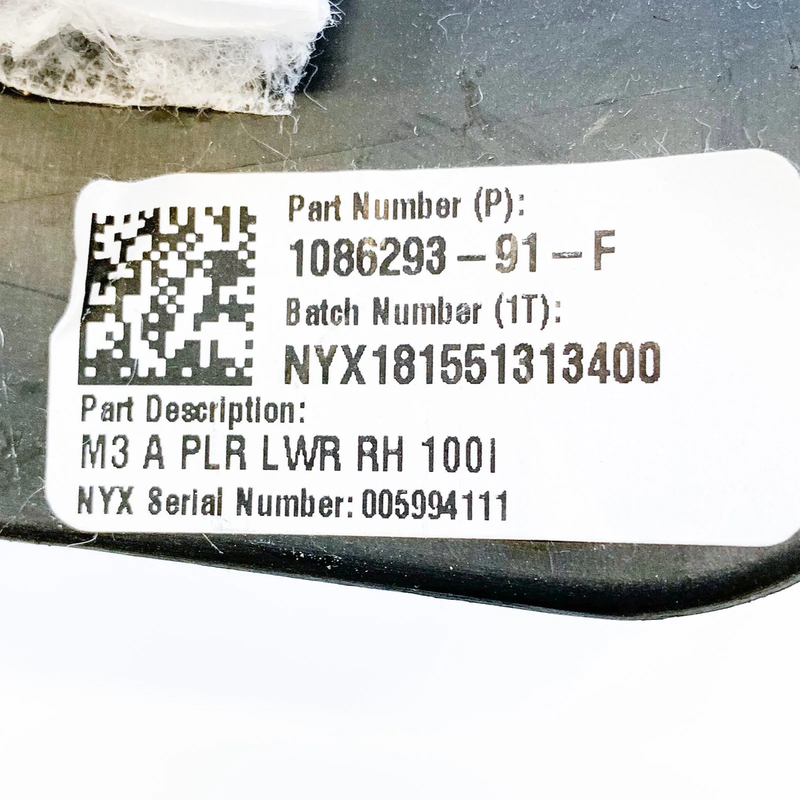 Part Number (P):
1086293-91-F
Batch Number (1T):
NYX181551313400
Part Description:
M3 A PLR LWR RH 100I
NYX Serial Number: 005994111